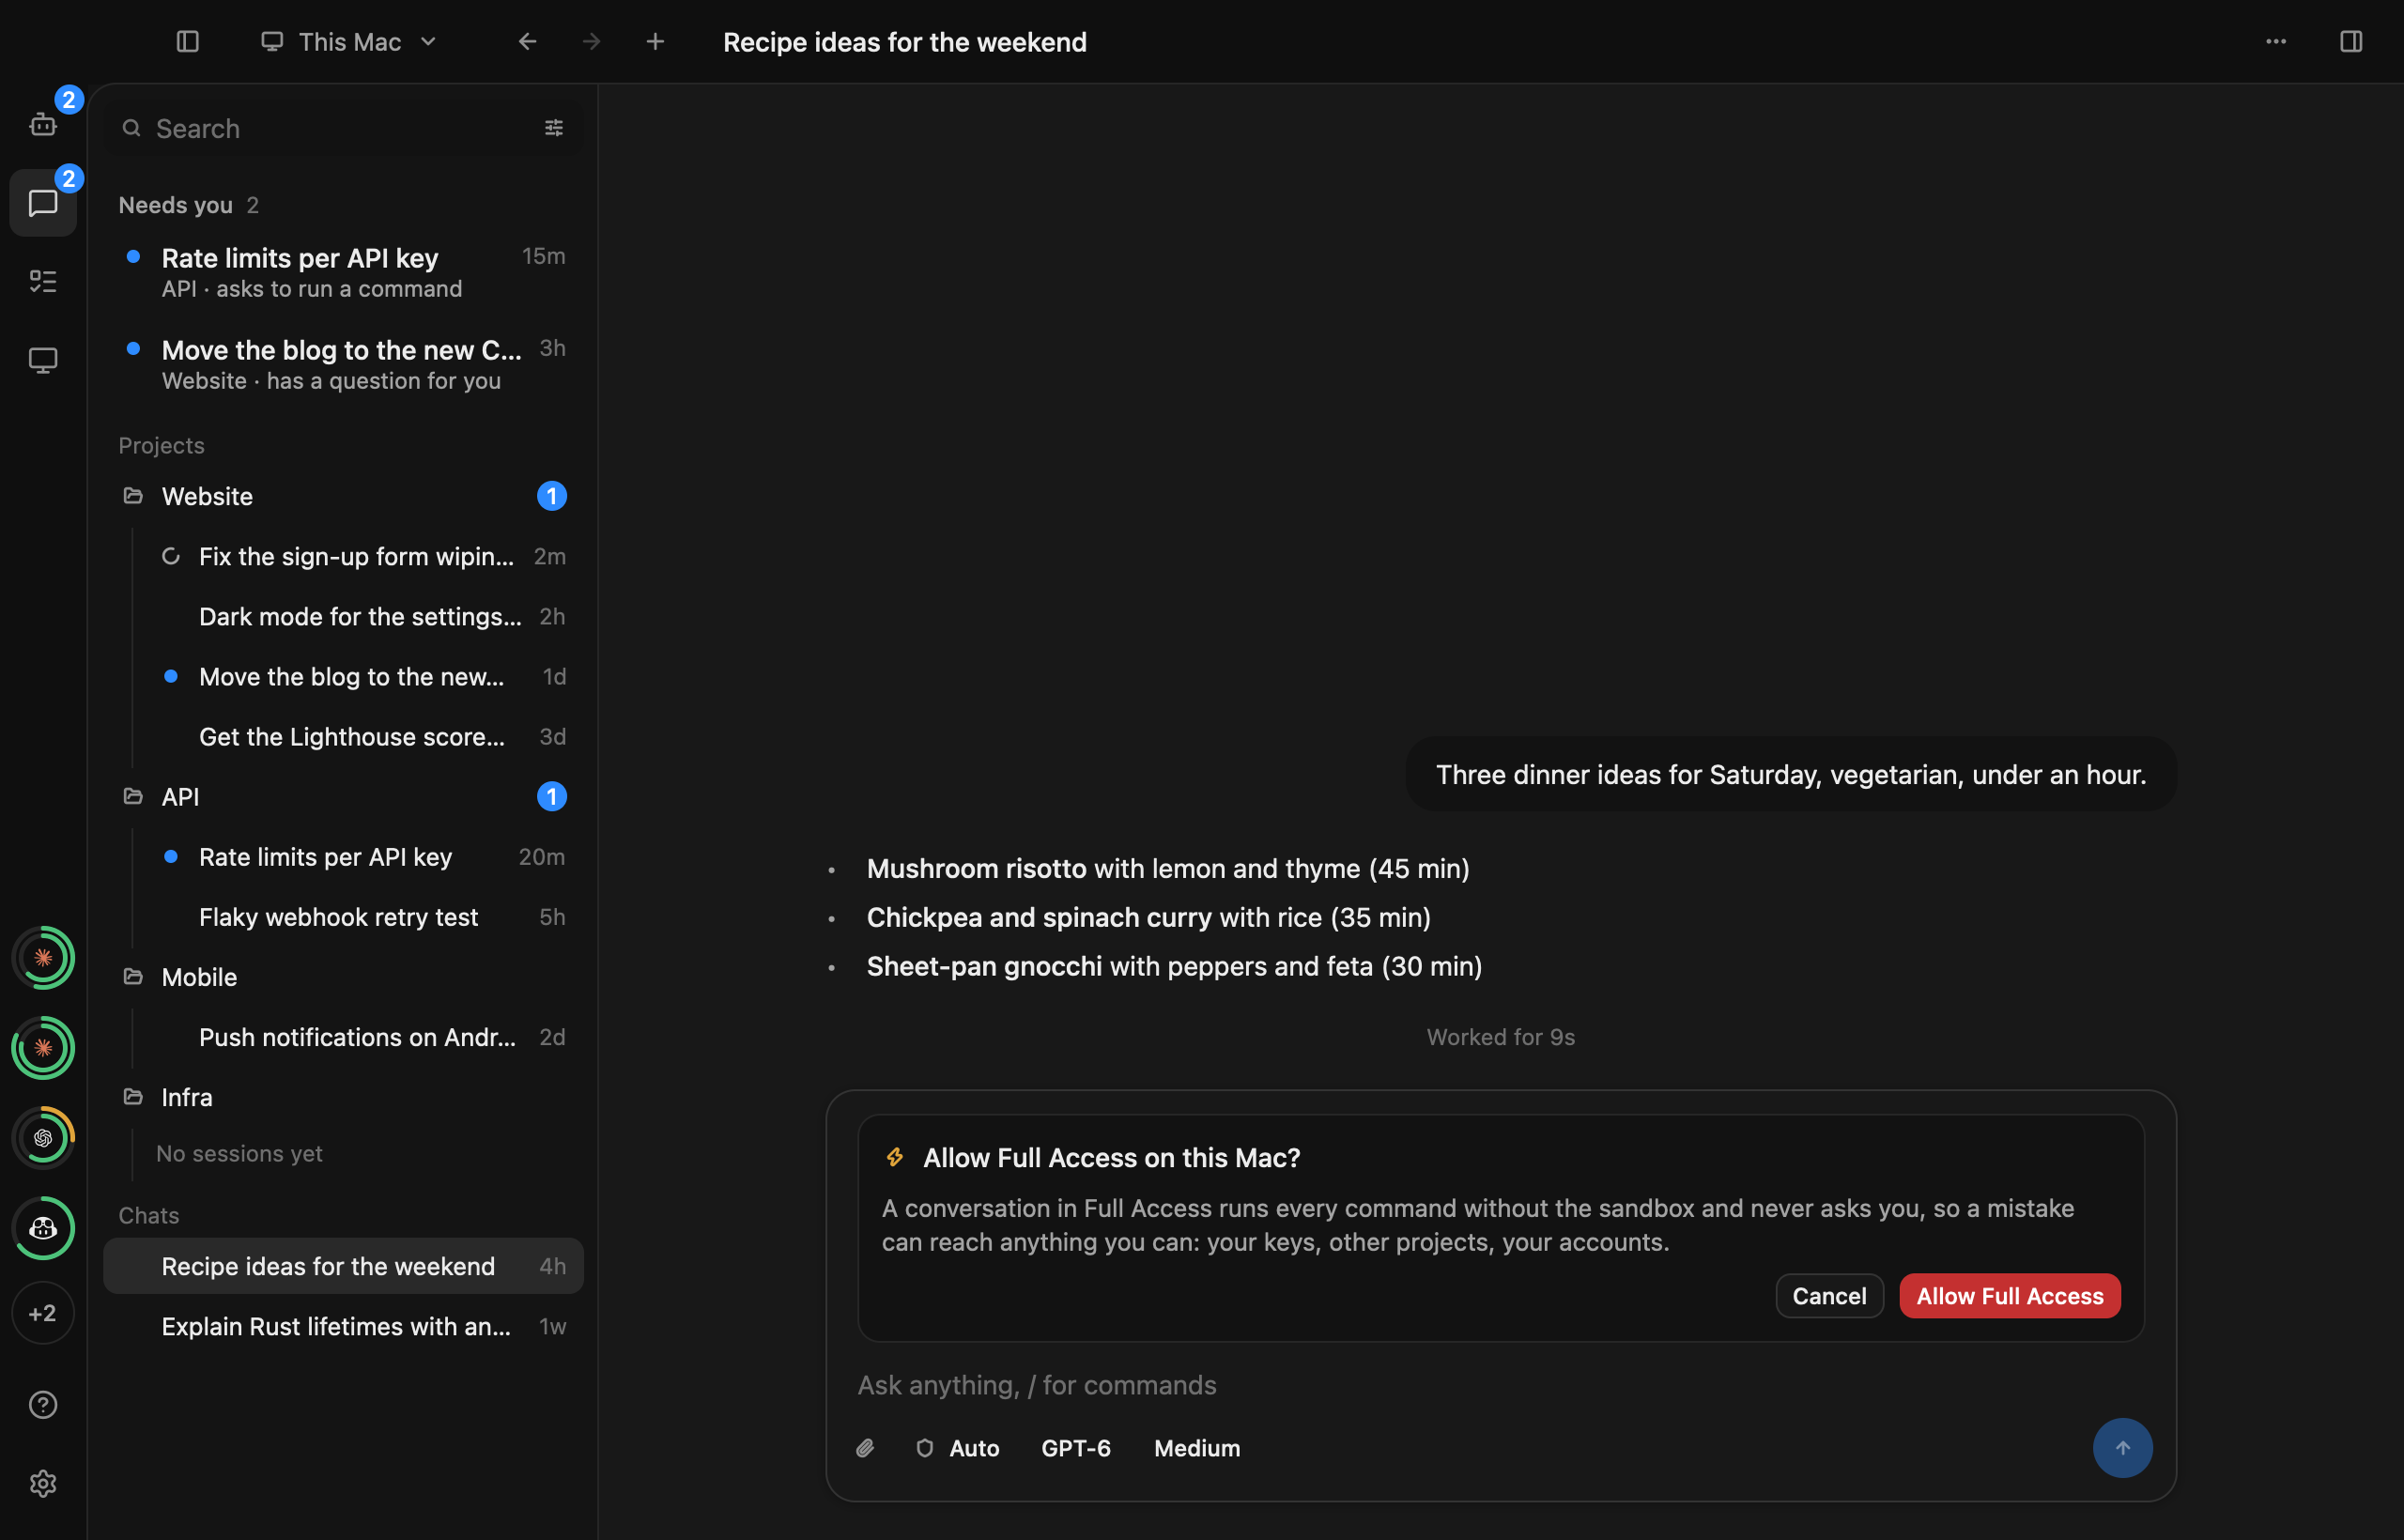 This Mac
Recipe ideas for the weekend
2
2
Search
Needs you 2
Rate limits per API key 15m
API · asks to run a command
Move the blog to the new C... 3h
Website · has a question for you
Projects
Website 1
Fix the sign-up form wipin... 2m
Dark mode for the settings... 2h
Move the blog to the new... 1d
Get the Lighthouse score... 3d
API 1
Rate limits per API key 20m
Flaky webhook retry test 5h
Mobile
Push notifications on Andr... 2d
Infra
No sessions yet
Chats
Recipe ideas for the weekend 4h
Explain Rust lifetimes with an... 1w
+2
Three dinner ideas for Saturday, vegetarian, under an hour.
• Mushroom risotto with lemon and thyme (45 min)
• Chickpea and spinach curry with rice (35 min)
• Sheet-pan gnocchi with peppers and feta (30 min)
Worked for 9s
Allow Full Access on this Mac?
A conversation in Full Access runs every command without the sandbox and never asks you, so a mistake
can reach anything you can: your keys, other projects, your accounts.
Cancel
Allow Full Access
Ask anything, / for commands
Auto
GPT-6
Medium